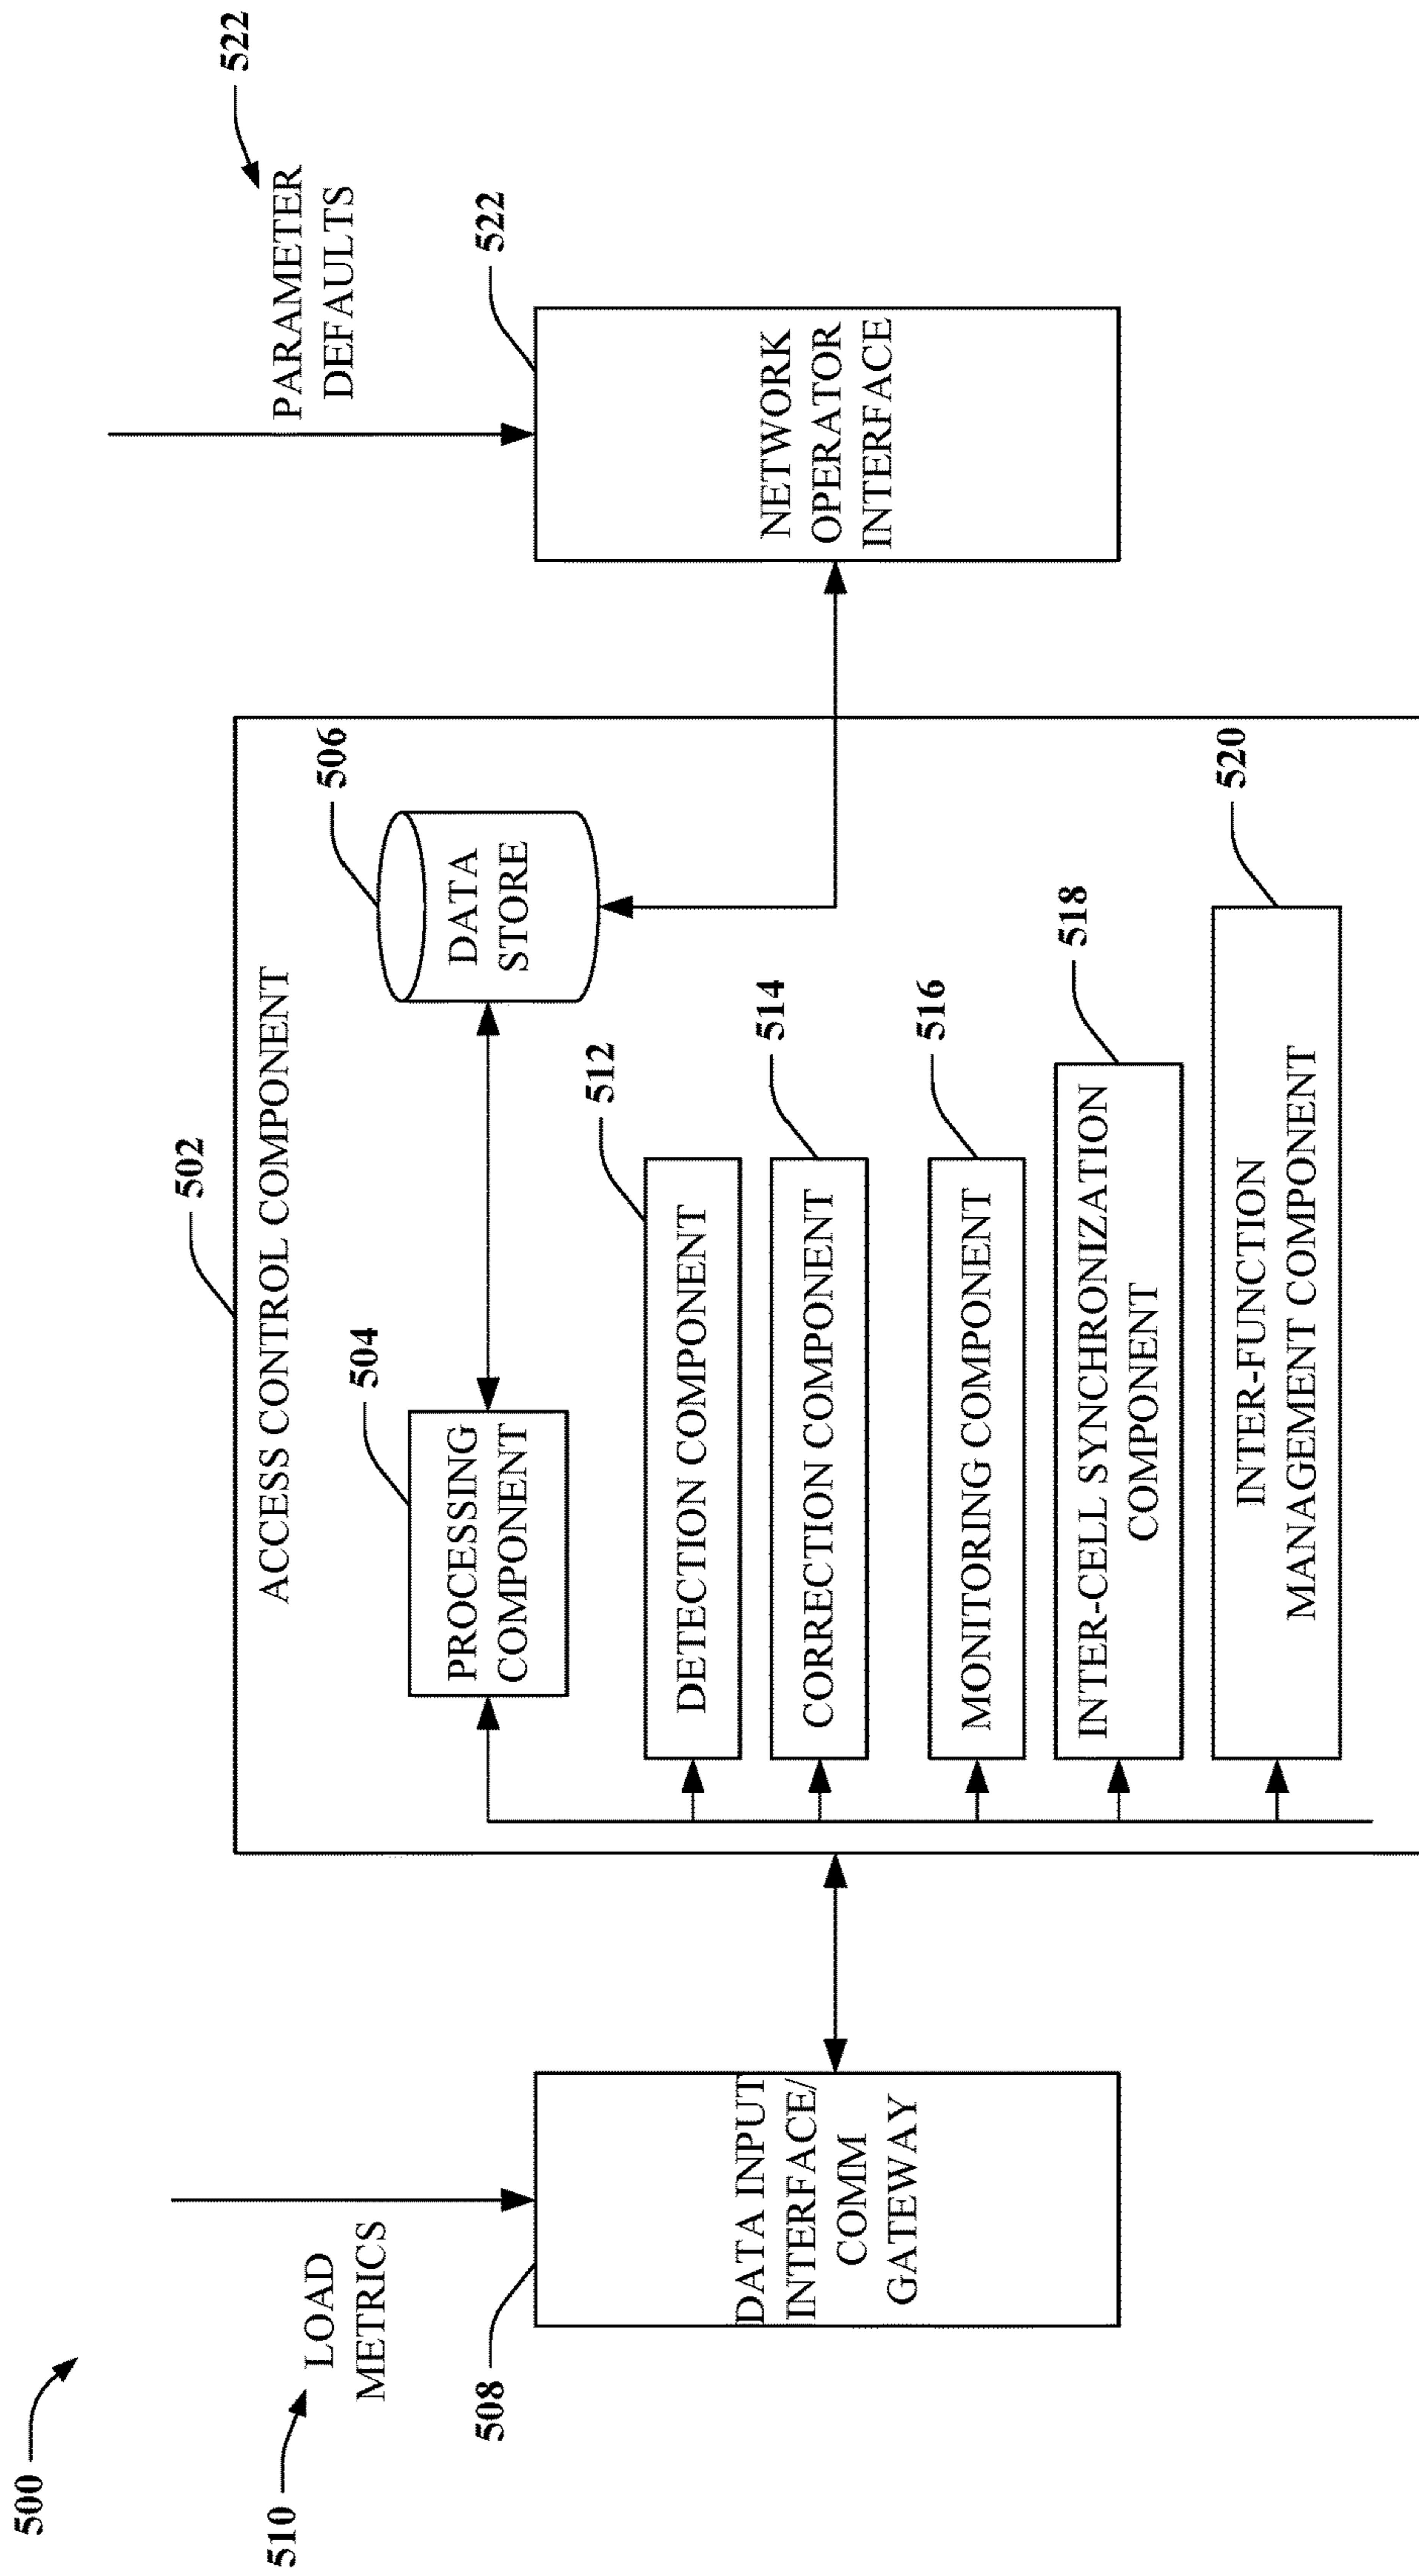 500
510
LOAD
METRICS
508
DATA INPUT
INTERFACE/
COMM
GATEWAY
502
ACCESS CONTROL COMPONENT
504
PROCESSING
COMPONENT
506
DATA
STORE
512
DETECTION COMPONENT
514
CORRECTION COMPONENT
516
MONITORING COMPONENT
518
INTER-CELL SYNCHRONIZATION
COMPONENT
520
INTER-FUNCTION
MANAGEMENT COMPONENT
522
PARAMETER
DEFAULTS
522
NETWORK
OPERATOR
INTERFACE